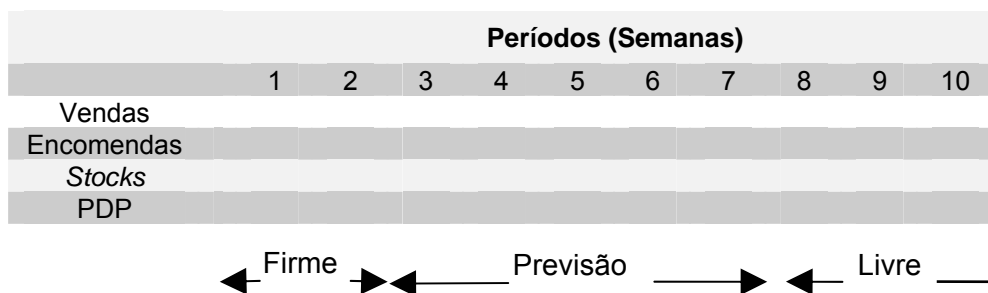 Períodos (Semanas)
1 2 3 4 5 6 7 8 9 10
Vendas
Encomendas
Stocks
PDP
Firme Previsão Livre